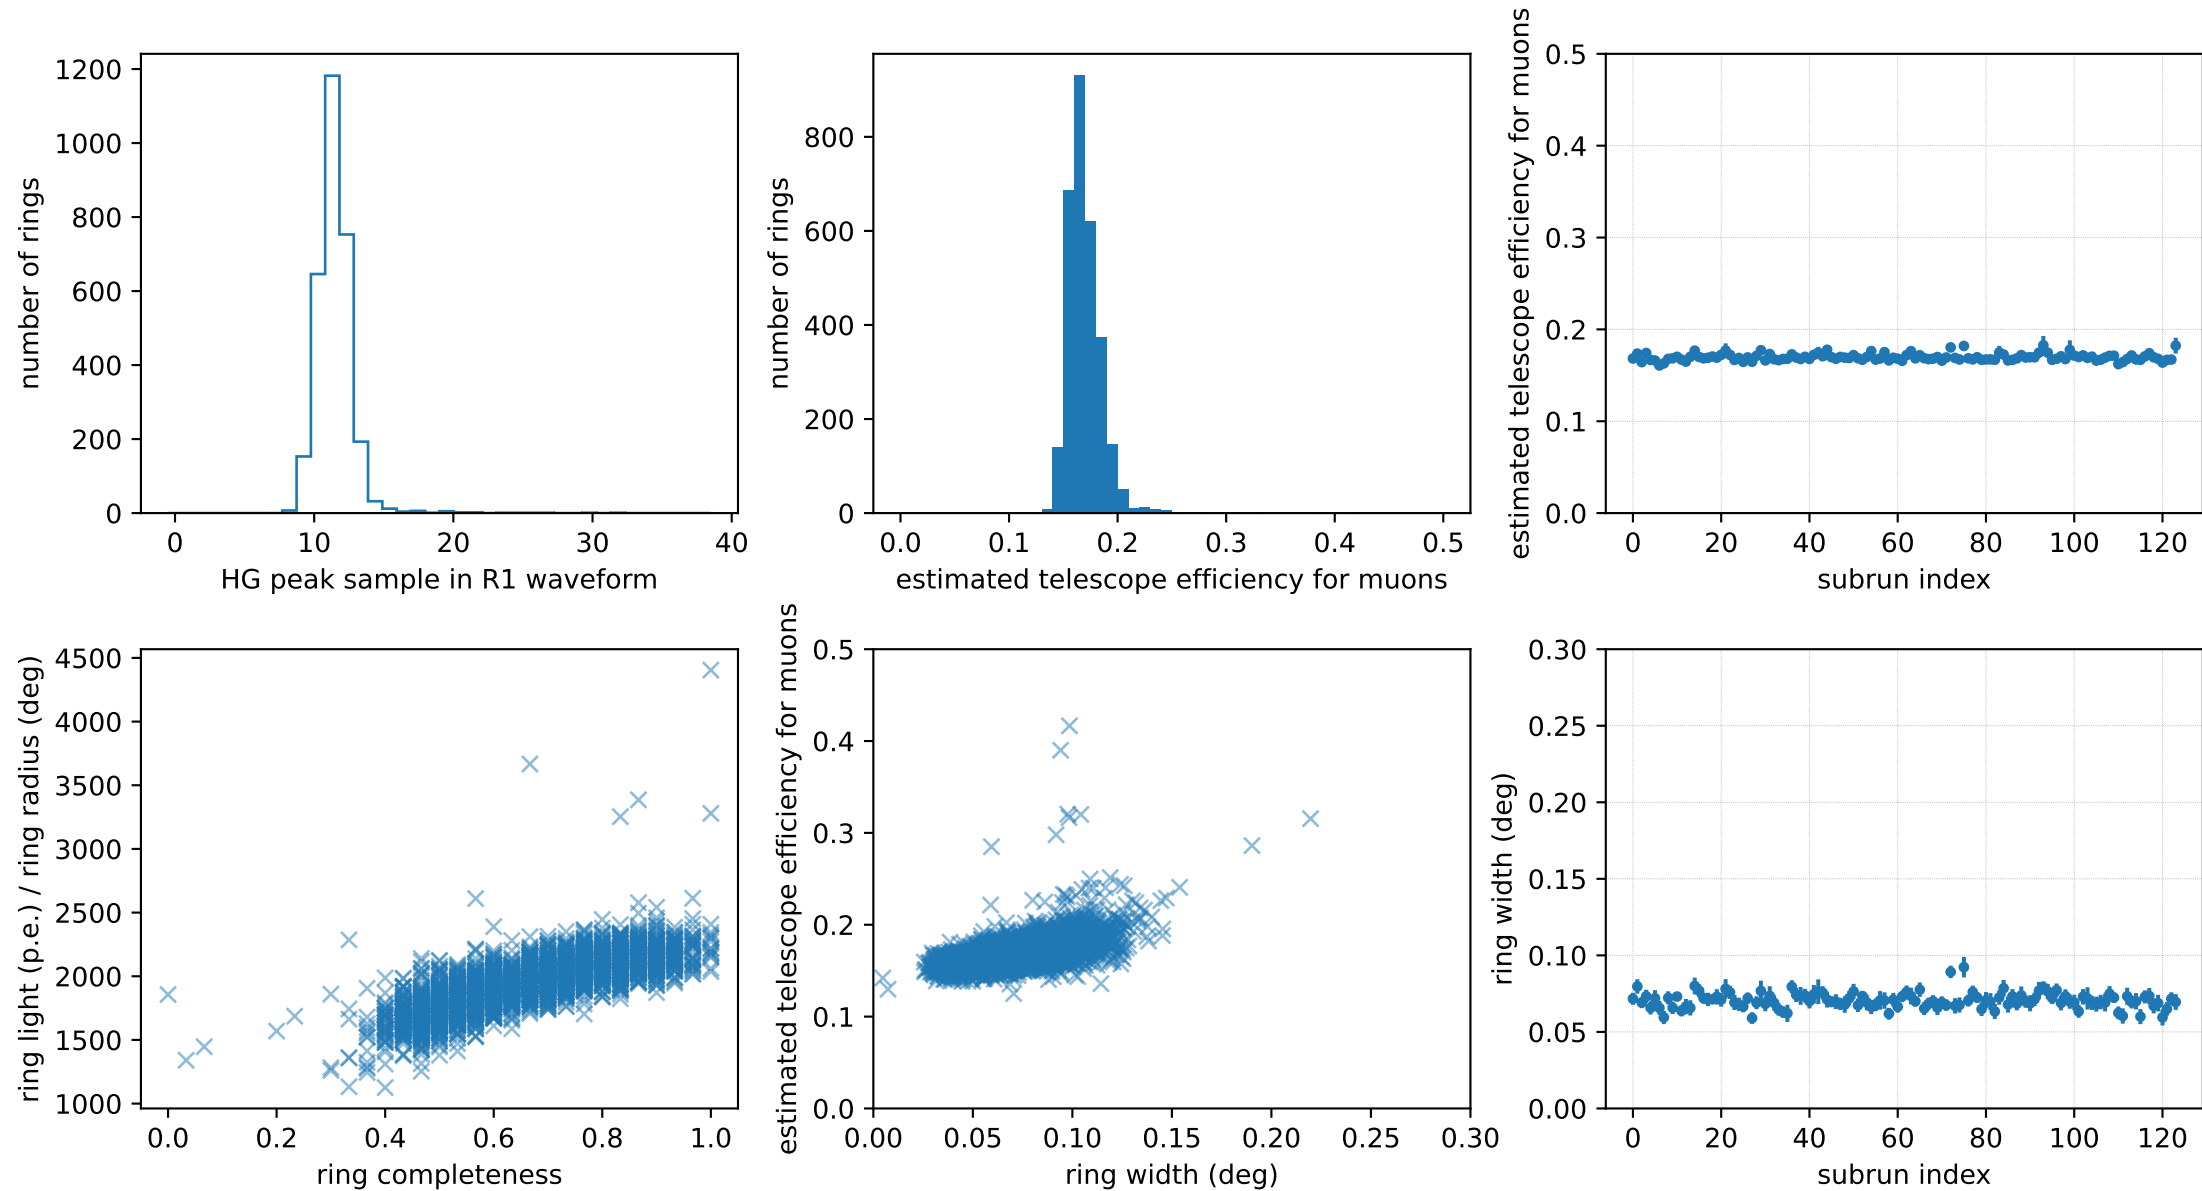 number of rings
1200
1000
800
600
400
200
0
0 10 20 30 40
HG peak sample in R1 waveform
number of rings
800
600
400
200
0
0.0 0.1 0.2 0.3 0.4 0.5
estimated telescope efficiency for muons
estimated telescope efficiency for muons
0.5
0.4
0.3
0.2
0.1
0.0
0 20 40 60 80 100 120
subrun index
ring light (p.e.) / ring radius (deg)
4500
4000
3500
3000
2500
2000
1500
1000
0.0 0.2 0.4 0.6 0.8 1.0
ring completeness
estimated telescope efficiency for muons
0.5
0.4
0.3
0.2
0.1
0.0
0.00 0.05 0.10 0.15 0.20 0.25 0.30
ring width (deg)
ring width (deg)
0.30
0.25
0.20
0.15
0.10
0.05
0.00
0 20 40 60 80 100 120
subrun index